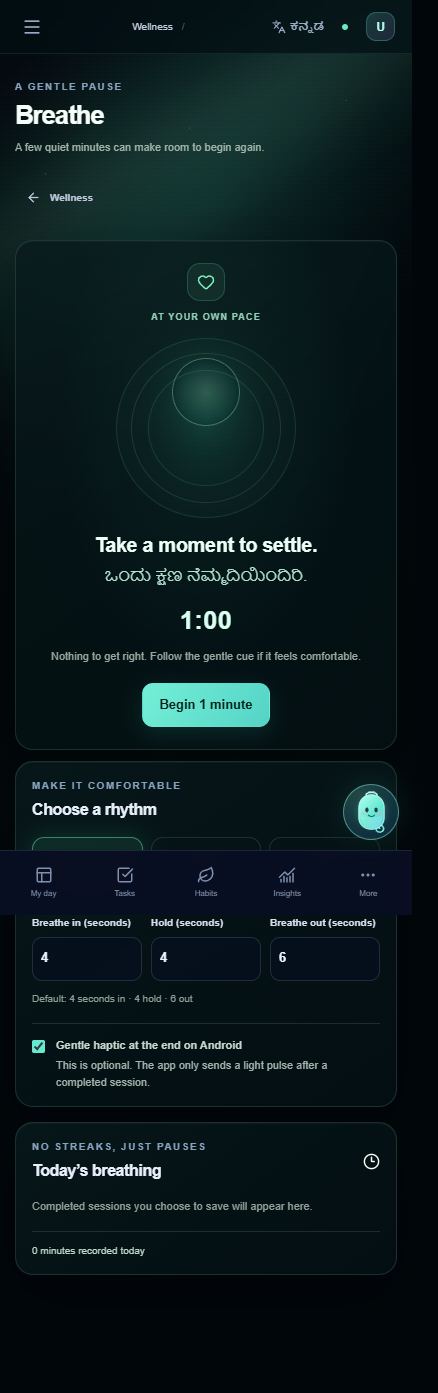 Wellness /
ಕನ್ನಡ
U
A GENTLE PAUSE
Breathe
A few quiet minutes can make room to begin again.
Wellness
AT YOUR OWN PACE
Take a moment to settle.
ಒಂದು ಕ್ಷಣ ನೆಮ್ಮದಿಯಿಂದಿರಿ.
1:00
Nothing to get right. Follow the gentle cue if it feels comfortable.
Begin 1 minute
MAKE IT COMFORTABLE
Choose a rhythm
My day Tasks Habits Insights More
Breathe in (seconds) Hold (seconds) Breathe out (seconds)
4 4 6
Default: 4 seconds in · 4 hold · 6 out
Gentle haptic at the end on Android
This is optional. The app only sends a light pulse after a
completed session.
NO STREAKS, JUST PAUSES
Today’s breathing
Completed sessions you choose to save will appear here.
0 minutes recorded today